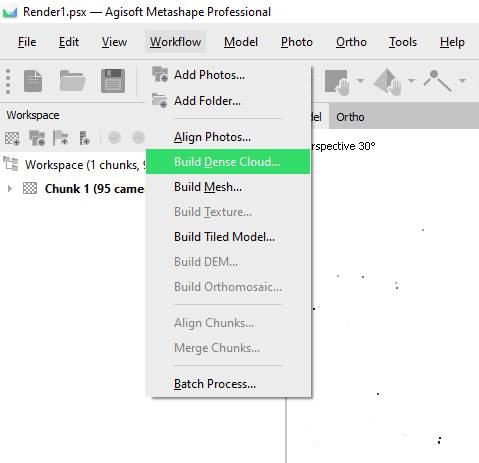 Render1.psx — Agisoft Metashape Professional
File Edit View Workflow Model Photo Ortho Tools Help
Workspace
Workspace (1 chunks, 9
Chunk 1 (95 came
Add Photos...
Add Folder...
Align Photos...
Build Dense Cloud...
Build Mesh...
Build Texture...
Build Tiled Model...
Build DEM...
Build Orthomosaic...
Align Chunks...
Merge Chunks...
Batch Process...
del Ortho
rspective 30°